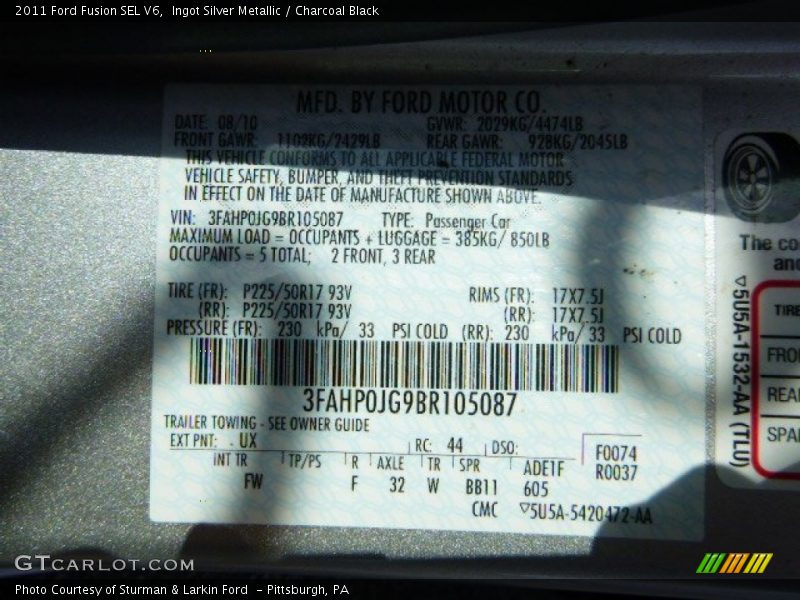 2011 Ford Fusion SEL V6, Ingot Silver Metallic / Charcoal Black
MFD. BY FORD MOTOR CO.
DATE: 08/10 GVWR: 2029KG/4474LB
FRONT GAWR: 1102KG/2429LB REAR GAWR: 928KG/2045LB
THIS VEHICLE CONFORMS TO ALL APPLICABLE FEDERAL MOTOR
VEHICLE SAFETY, BUMPER, AND THEFT PREVENTION STANDARDS
IN EFFECT ON THE DATE OF MANUFACTURE SHOWN ABOVE.
VIN: 3FAHP0JG9BR105087 TYPE: Passenger Car
MAXIMUM LOAD = OCCUPANTS + LUGGAGE = 385KG/ 850LB
OCCUPANTS = 5 TOTAL; 2 FRONT, 3 REAR
TIRE (FR): P225/50R17 93V RIMS (FR): 17X7.5J
(RR): P225/50R17 93V (RR): 17X7.5J
PRESSURE (FR): 230 kPa/ 33 PSI COLD (RR): 230 kPa/ 33 PSI COLD
3FAHP0JG9BR105087
TRAILER TOWING - SEE OWNER GUIDE
EXT PNT: UX RC: 44 DSO:
INT TR TP/PS R AXLE TR SPR ADE1F
FW F 32 W BB11 605
F0074
R0037
CMC ▽5U5A-5420472-AA
The co
and
▽5U5A-1532-AA (TLU)
TIRE
FRO
REA
SPA
GTCARLOT.COM
Photo Courtesy of Sturman & Larkin Ford - Pittsburgh, PA